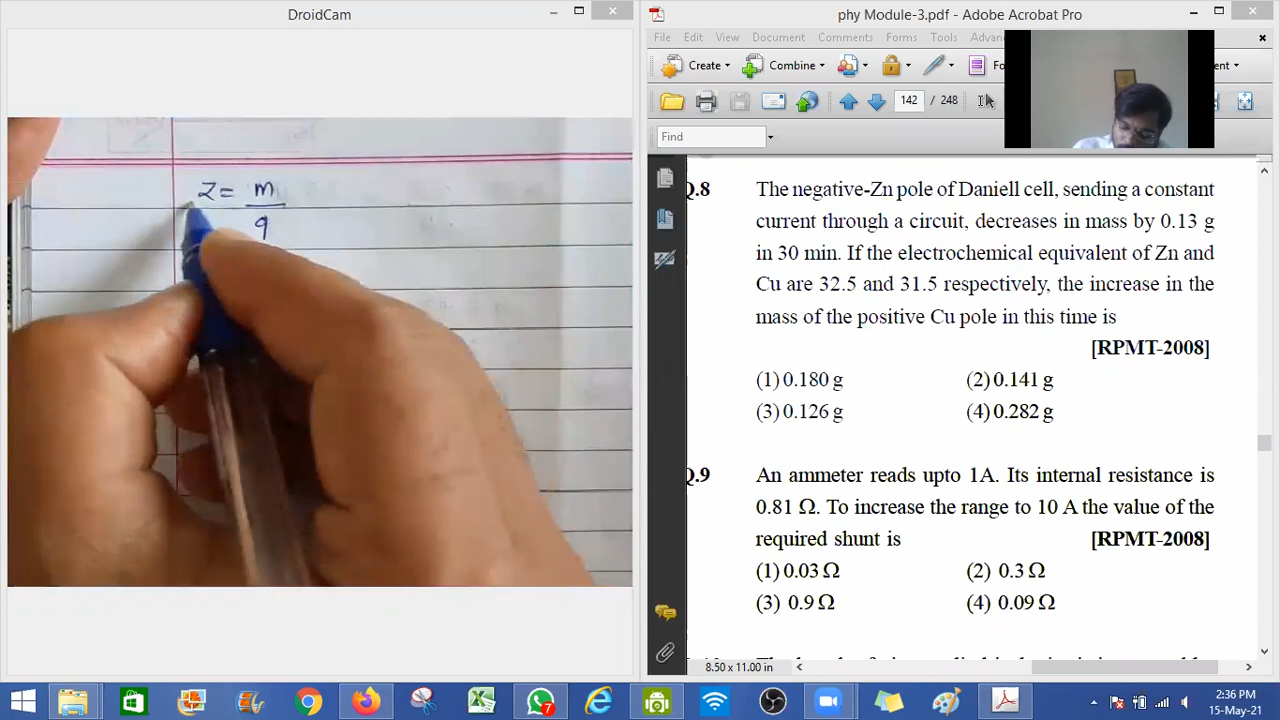 DroidCam
phy Module-3.pdf - Adobe Acrobat Pro
File Edit View Document Comments Forms Tools Advan
Create Combine Fo ent
142 / 248
Find
Z = m
q
Q.8 The negative-Zn pole of Daniell cell, sending a constant
current through a circuit, decreases in mass by 0.13 g
in 30 min. If the electrochemical equivalent of Zn and
Cu are 32.5 and 31.5 respectively, the increase in the
mass of the positive Cu pole in this time is
[RPMT-2008]
(1) 0.180 g (2) 0.141 g
(3) 0.126 g (4) 0.282 g
Q.9 An ammeter reads upto 1A. Its internal resistance is
0.81 Ω. To increase the range to 10 A the value of the
required shunt is [RPMT-2008]
(1) 0.03 Ω (2) 0.3 Ω
(3) 0.9 Ω (4) 0.09 Ω
8.50 x 11.00 in
7
2:36 PM
15-May-21